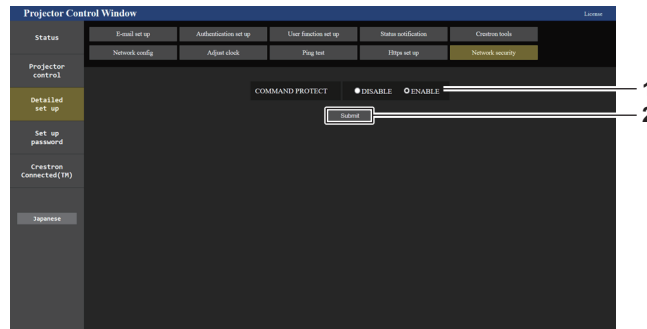 Projector Control Window
License
Status
E-mail set up
Authentication set up
User function set up
Status notification
Crestron tools
Network config
Adjust clock
Ping test
Https set up
Network security
Projector
control
Detailed
set up
Set up
password
Crestron
Connected(TM)
Japanese
COMMAND PROTECT
DISABLE
ENABLE
1
Submit
2